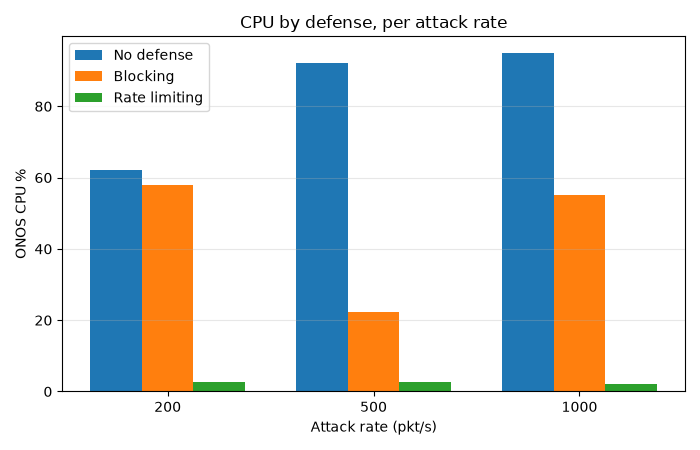 CPU by defense, per attack rate
No defense
Blocking
Rate limiting
ONOS CPU %
80
60
40
20
0
200 500 1000
Attack rate (pkt/s)